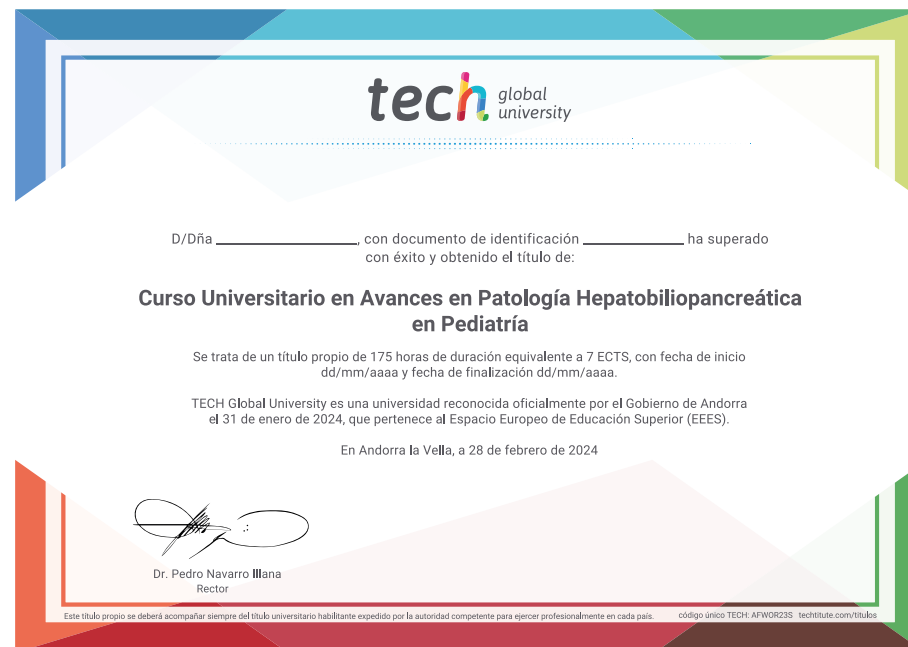 tech global university
D/Dña ____________, con documento de identificación ____________ ha superado
con éxito y obtenido el título de:
Curso Universitario en Avances en Patología Hepatobiliopancreática
en Pediatría
Se trata de un título propio de 175 horas de duración equivalente a 7 ECTS, con fecha de inicio
dd/mm/aaaa y fecha de finalización dd/mm/aaaa.
TECH Global University es una universidad reconocida oficialmente por el Gobierno de Andorra
el 31 de enero de 2024, que pertenece al Espacio Europeo de Educación Superior (EEES).
En Andorra la Vella, a 28 de febrero de 2024
Dr. Pedro Navarro Illana
Rector
Este título propio se deberá acompañar siempre del título universitario habilitante expedido por la autoridad competente para ejercer profesionalmente en cada país. código único TECH: AFWOR23S techtitute.com/titulos